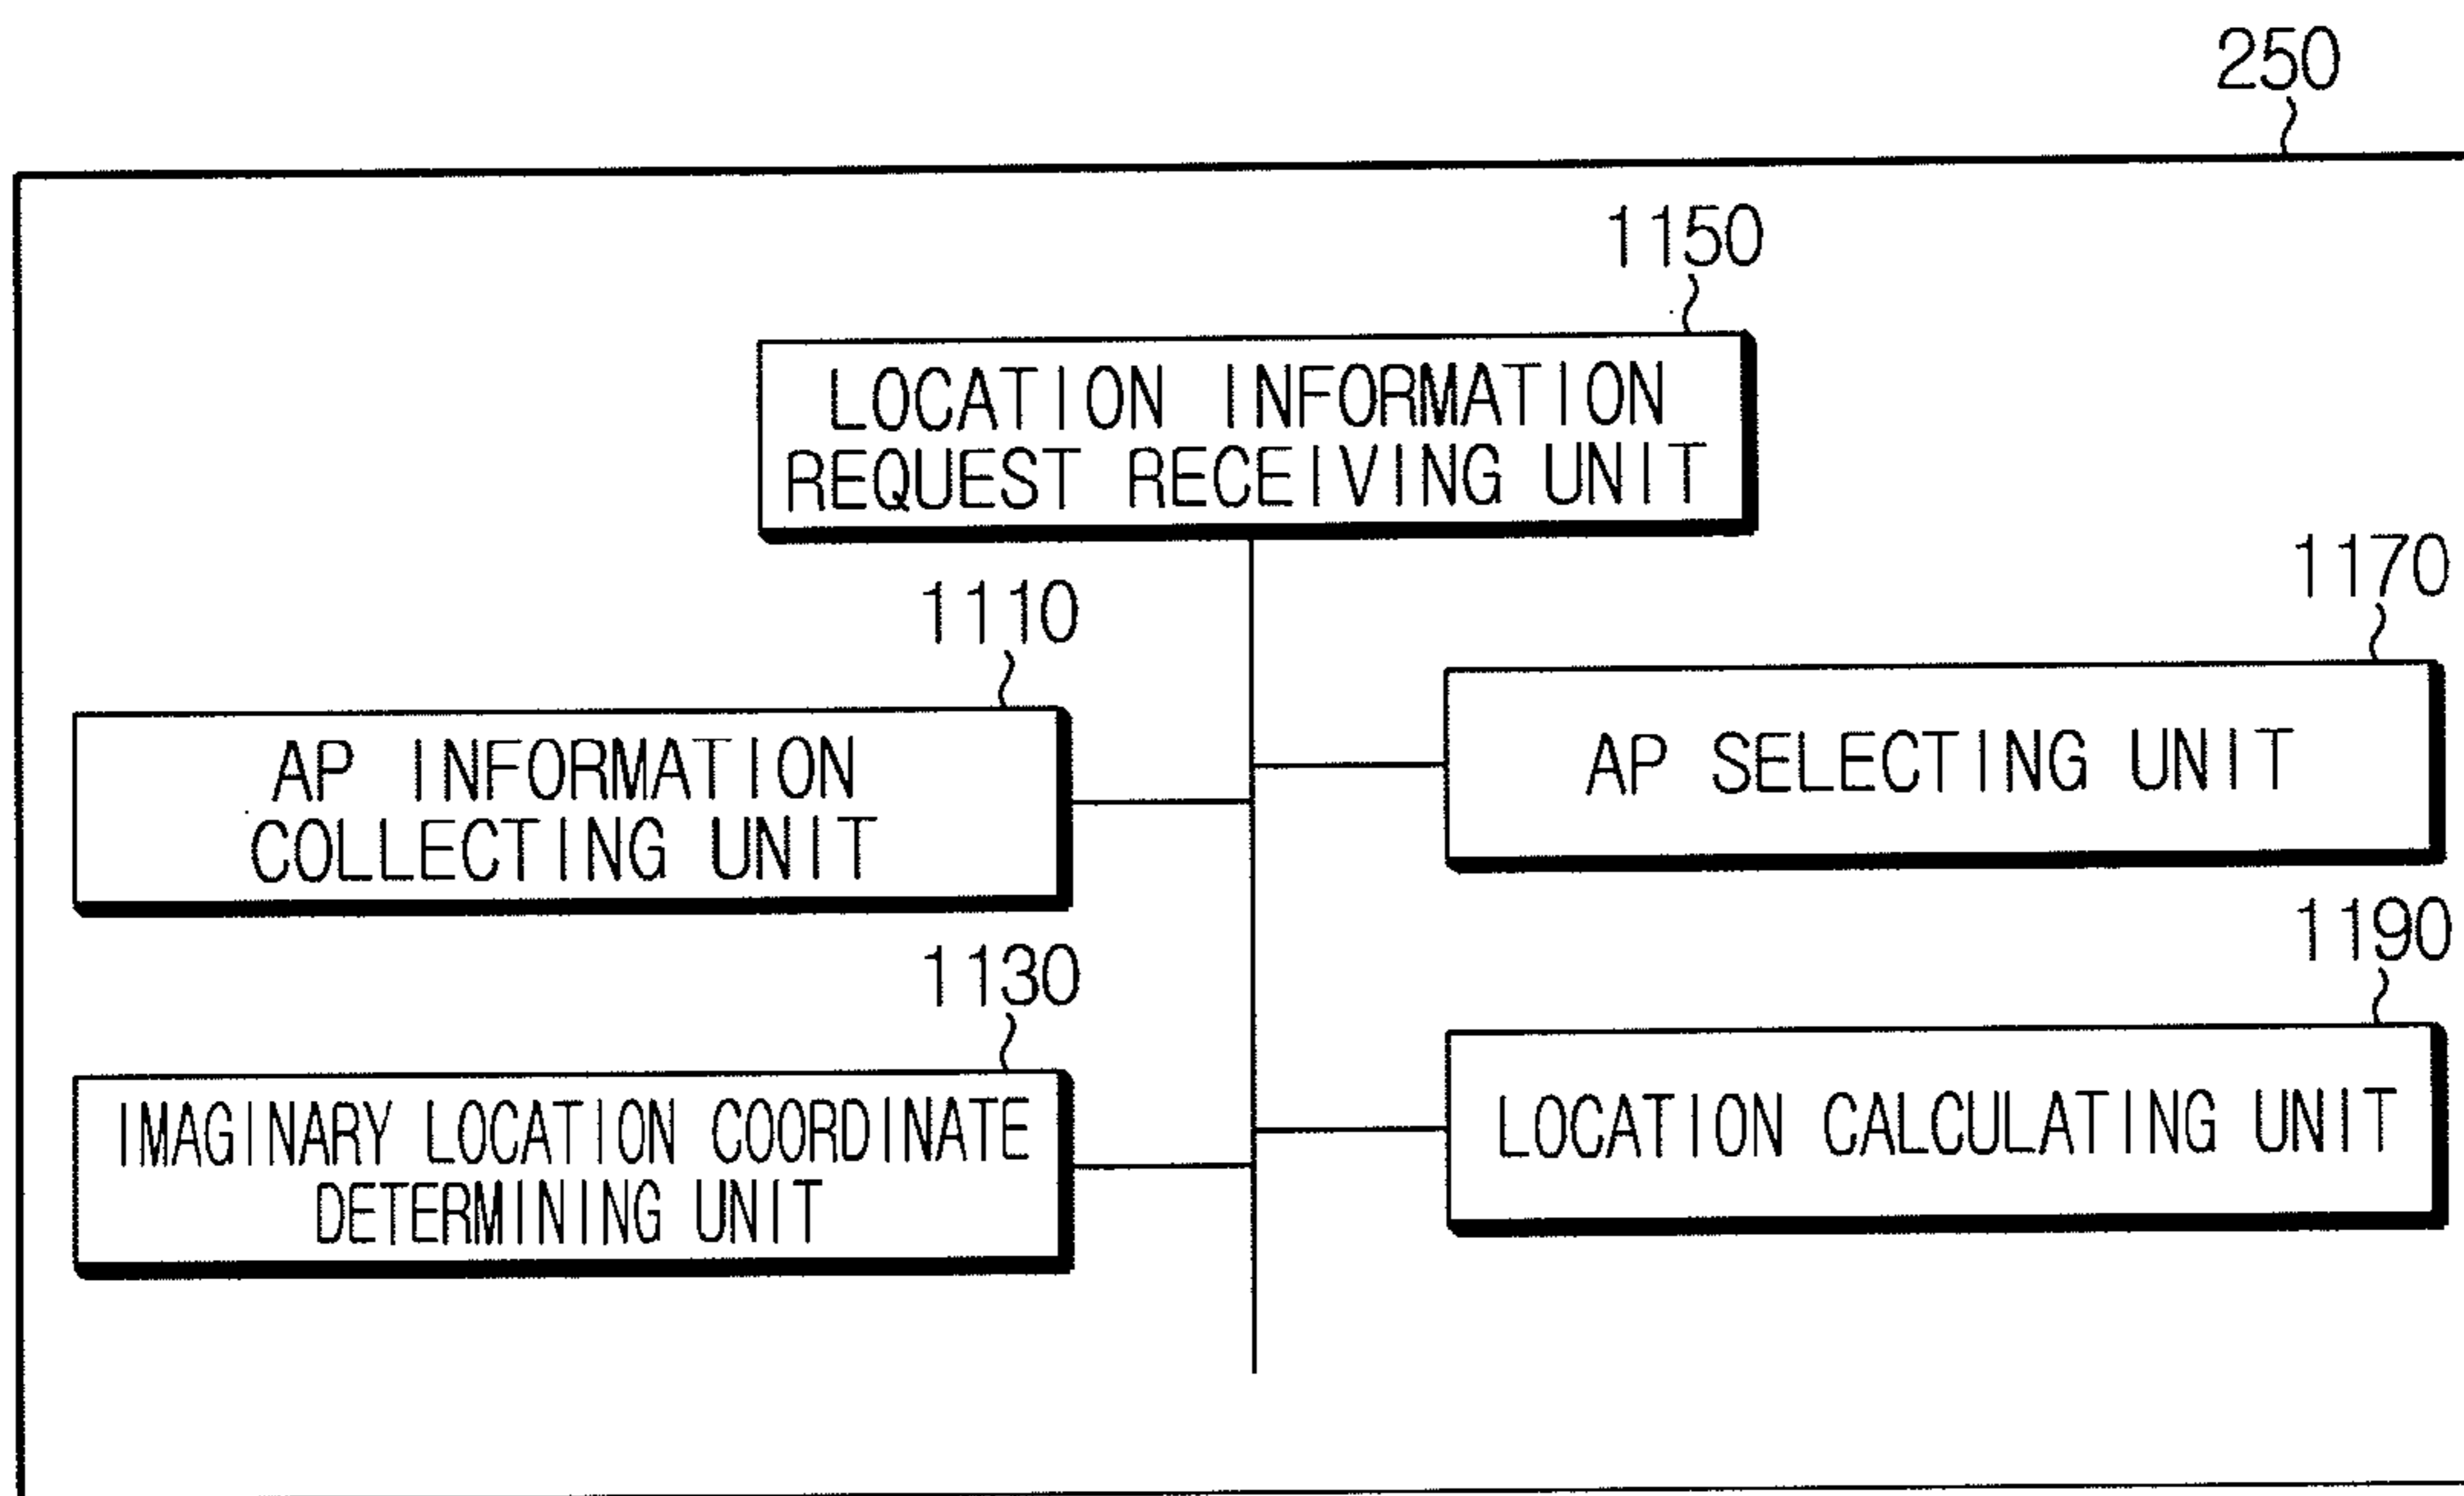 250
1150
LOCATION INFORMATION
REQUEST RECEIVING UNIT
1110
AP INFORMATION
COLLECTING UNIT
1170
AP SELECTING UNIT
1130
IMAGINARY LOCATION COORDINATE
DETERMINING UNIT
1190
LOCATION CALCULATING UNIT